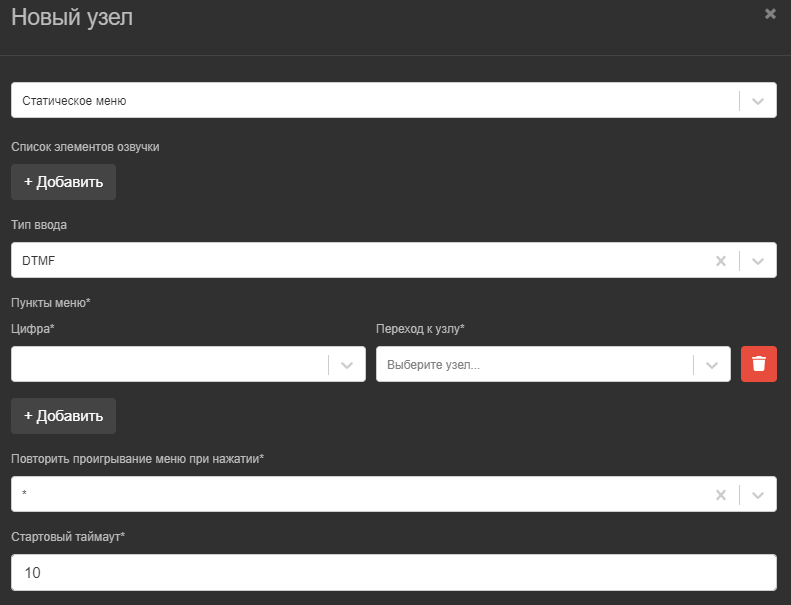 Новый узел
Статическое меню
Список элементов озвучки
+ Добавить
Тип ввода
DTMF
Пункты меню*
Цифра* Переход к узлу*
Выберите узел...
+ Добавить
Повторить проигрывание меню при нажатии*
*
Стартовый таймаут*
10